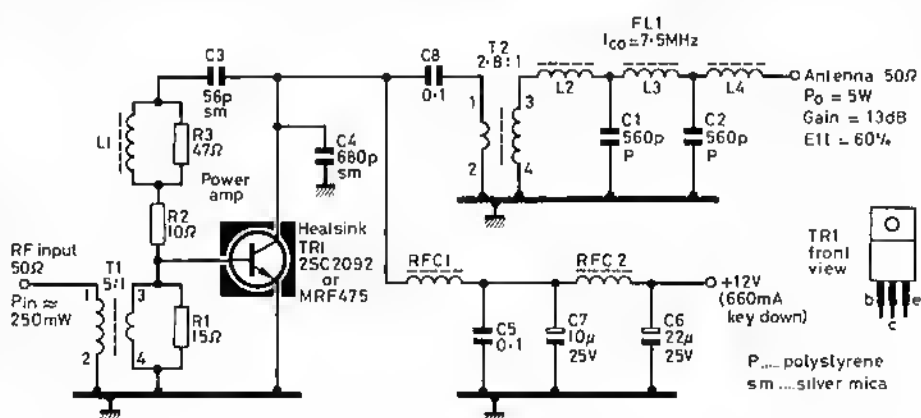 FL1
fco=7·5MHz
C3
56p
sm
C8
0·1
T2
2·8:1
1
2
3
4
L2
L3
L4
Antenna 50Ω
Po = 5W
Gain = 13dB
Eff = 60%
L1
R3
47Ω
C4
680p
sm
C1
560p
P
C2
560p
P
Power
amp
R2
10Ω
Heatsink
TR1
2SC2092
or
MRF475
TR1
front
view
b
c
e
RF input
50Ω
Pin ≈
250mW
T1
5:1
1
2
3
4
R1
15Ω
RFC1
RFC 2
+12V
(660mA
key down)
C5
0·1
C7
10µ
25V
C6
22µ
25V
P.... polystyrene
sm ....silver mica